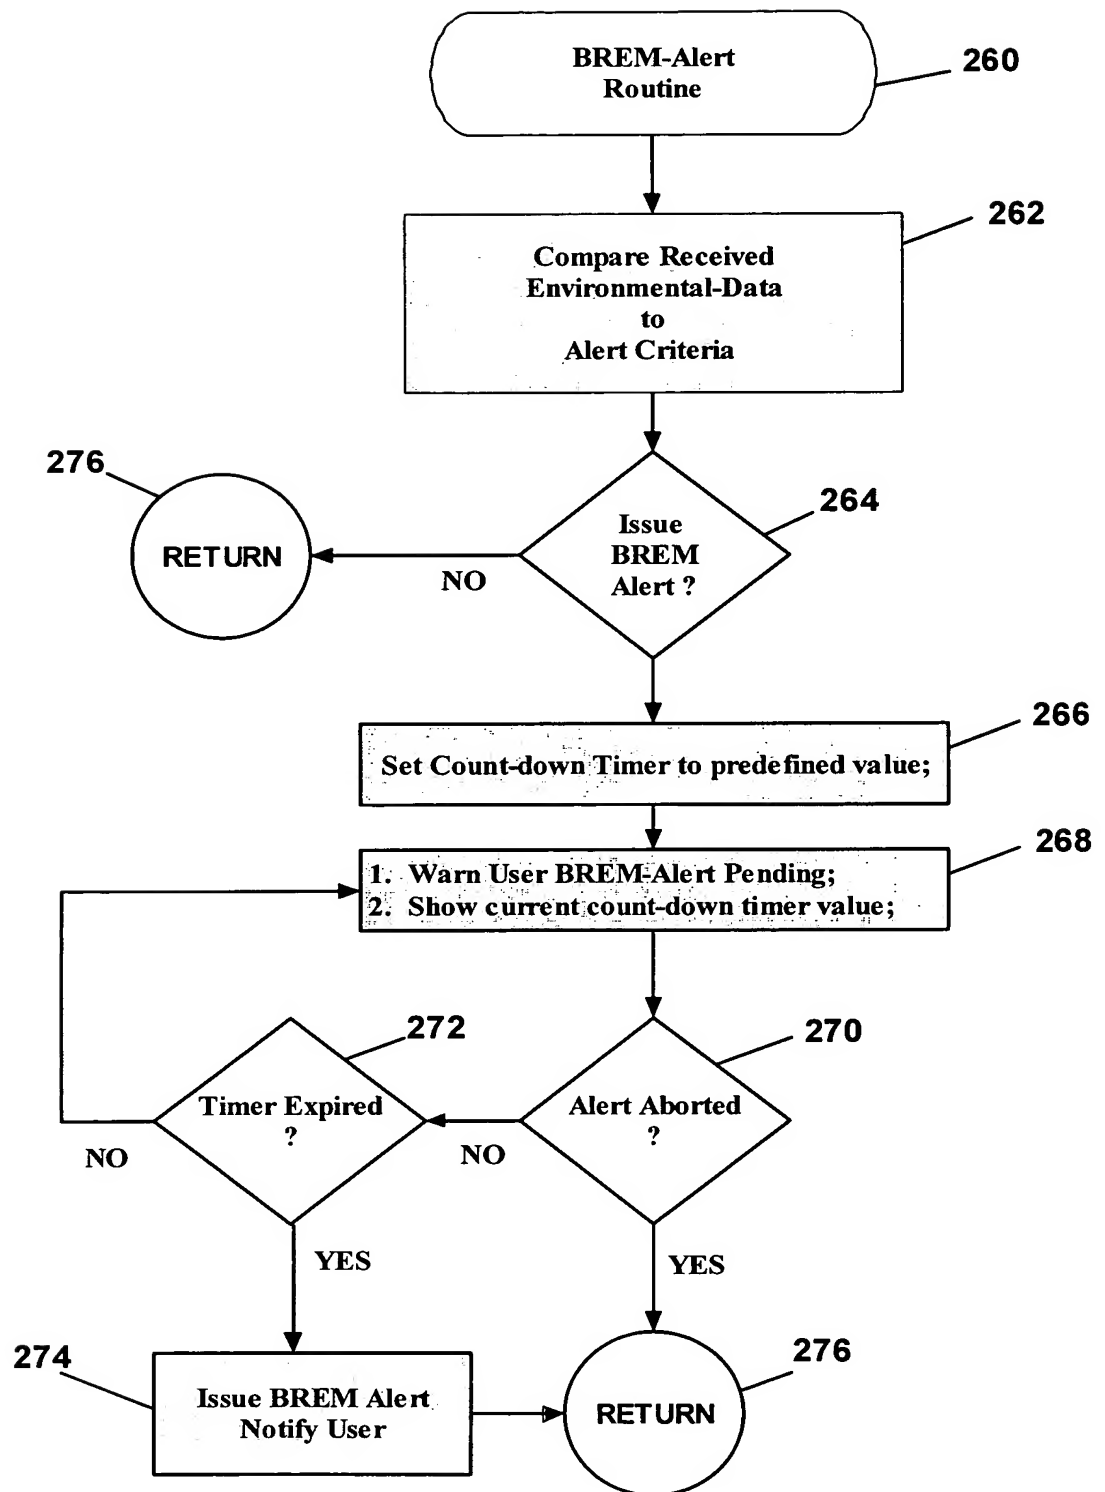 BREM-Alert
Routine
260
262
Compare Received
Environmental-Data
to
Alert Criteria
276
264
Issue
BREM
Alert ?
RETURN
NO
266
Set Count-down Timer to predefined value;
268
1. Warn User BREM-Alert Pending;
2. Show current count-down timer value;
272
270
Timer Expired
?
Alert Aborted
?
NO
NO
YES
YES
274
276
Issue BREM Alert
Notify User
RETURN